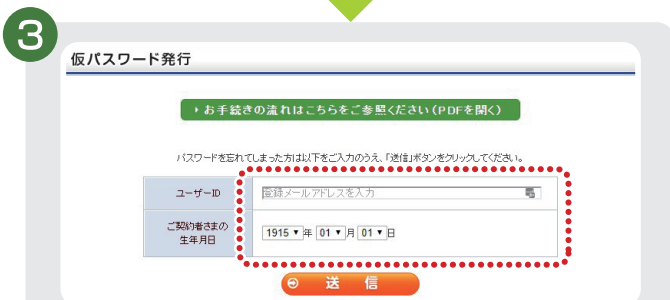 3
仮パスワード発行
お手続きの流れはこちらをご参照ください(PDFを開く)
パスワードを忘れてしまった方は以下をご入力のうえ、「送信」ボタンをクリックしてください。
ユーザーID
登録メールアドレスを入力
ご契約者さまの
生年月日
1915 年 01 月 01 日
送 信